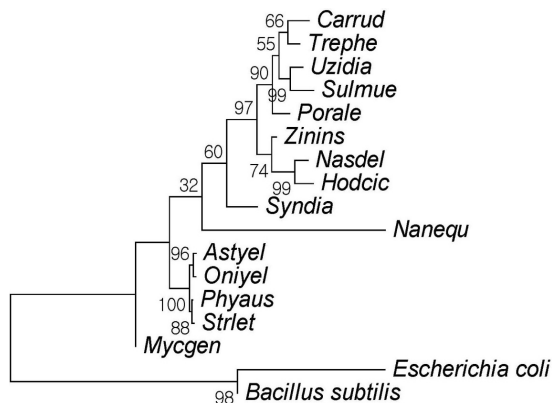 66 Carrud
55 Trephe
Uzidia
90 99 Sulmue
97 Porale
Zinins
60 74 Nasdel
99 Hodcic
32 Syndia
Nanequ
96 Astyel
Oniyel
100 Phyaus
88 Strlet
Mycgen
Escherichia coli
98 Bacillus subtilis